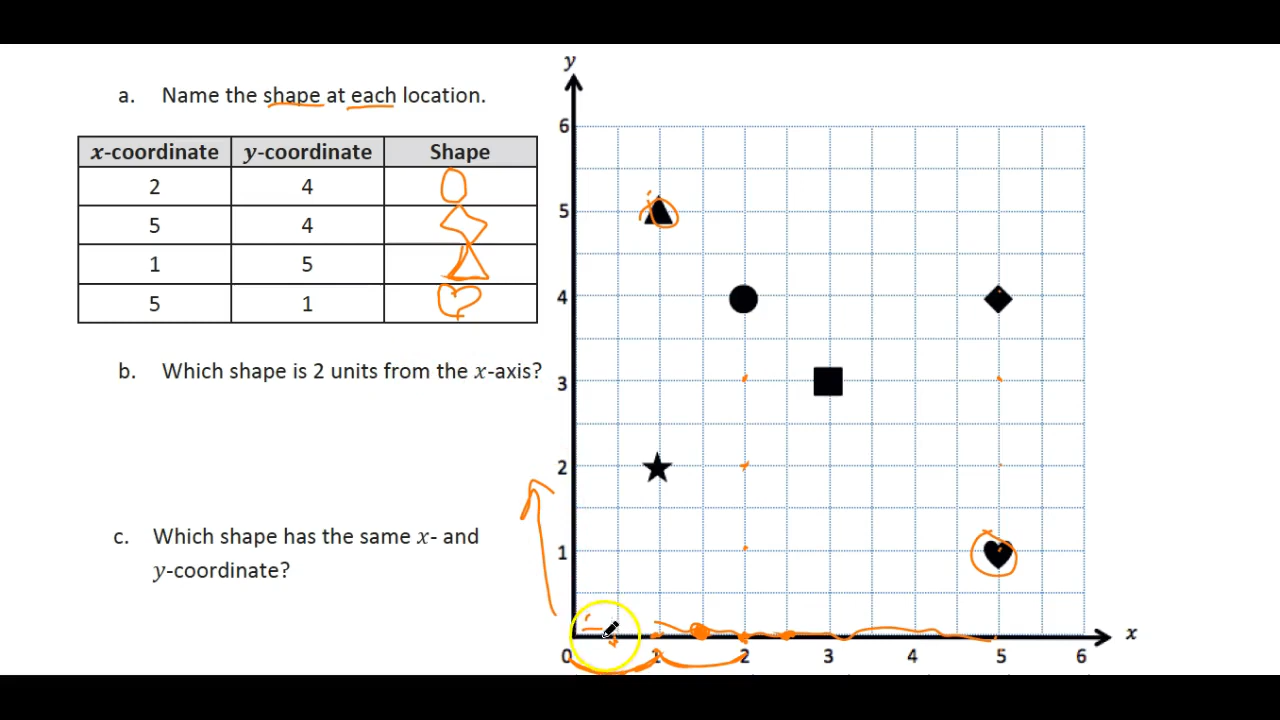 a. Name the shape at each location.
x-coordinate y-coordinate Shape
2 4
5 4
1 5
5 1
b. Which shape is 2 units from the x-axis?
c. Which shape has the same x- and
y-coordinate?
y
6
5
4
3
2
1
0 1 2 3 4 5 6
x